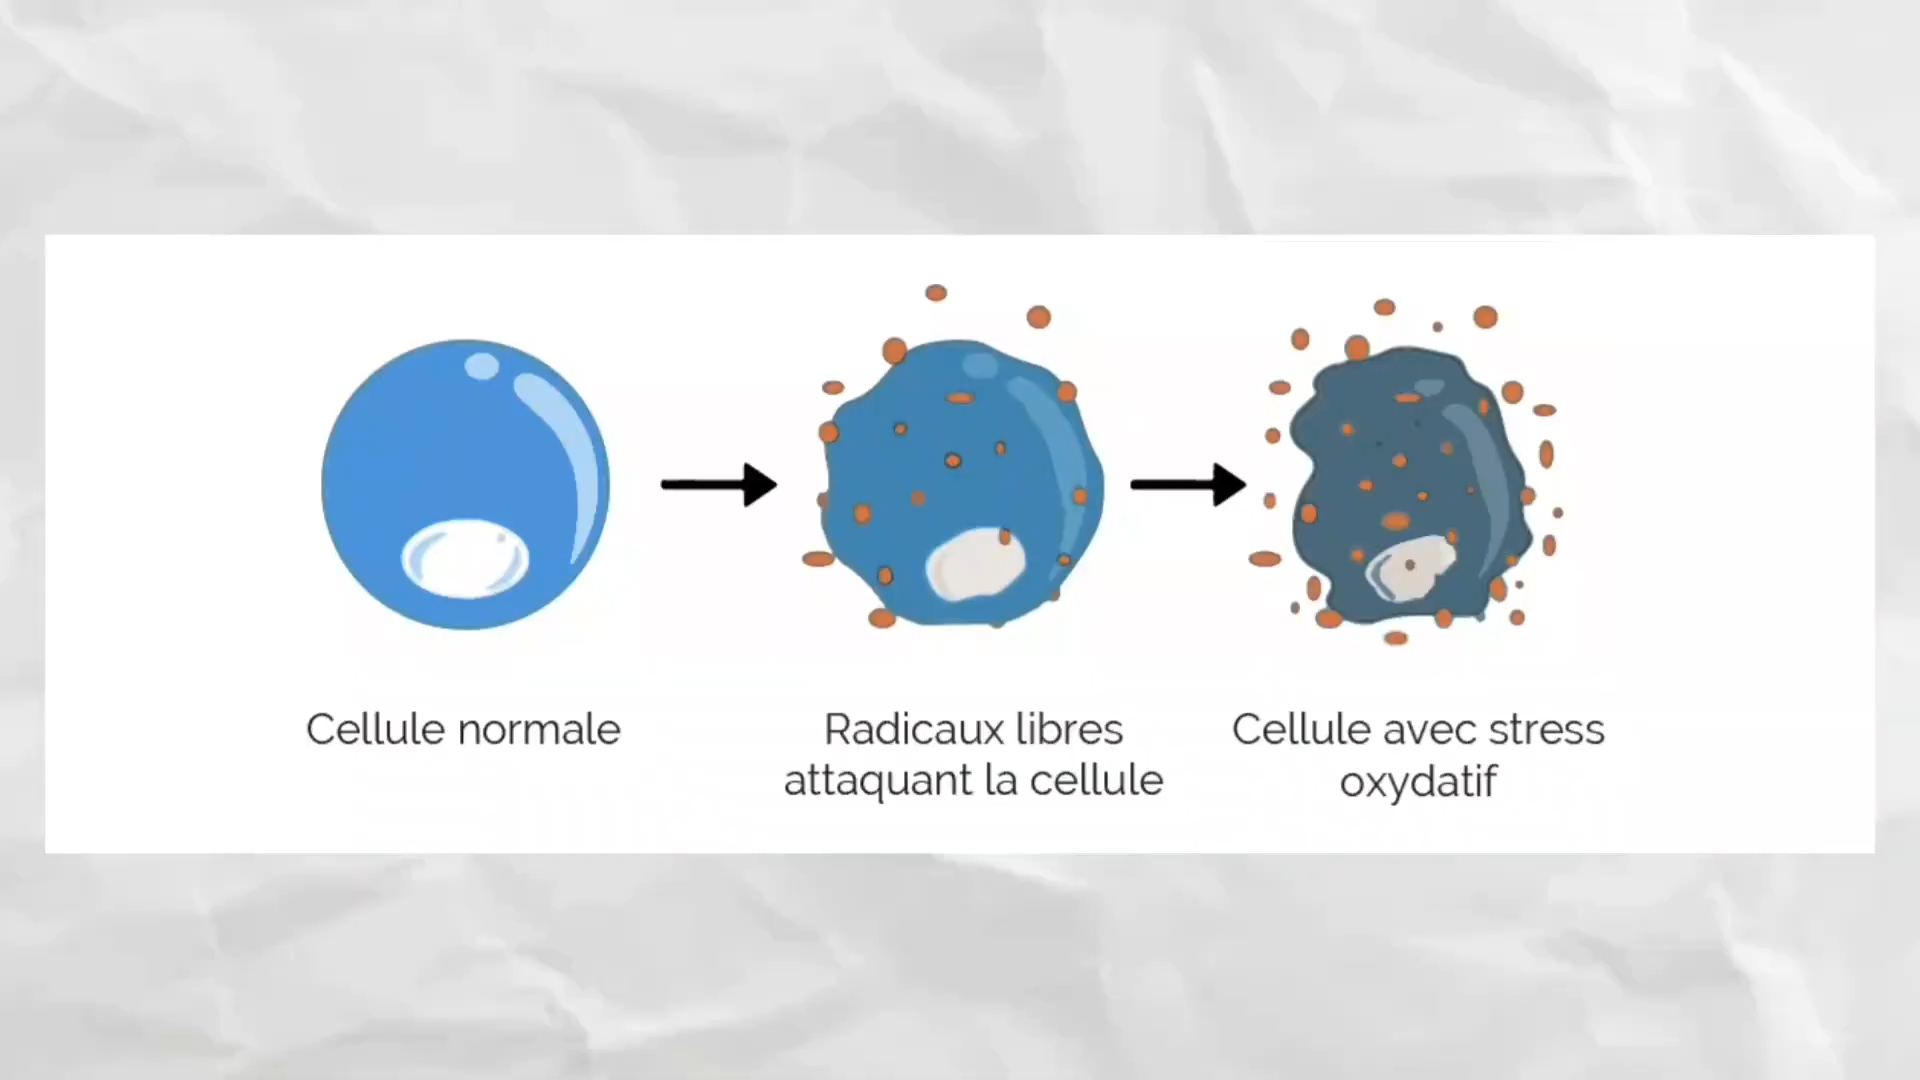 Cellule normale
Radicaux libres
attaquant la cellule
Cellule avec stress
oxydatif